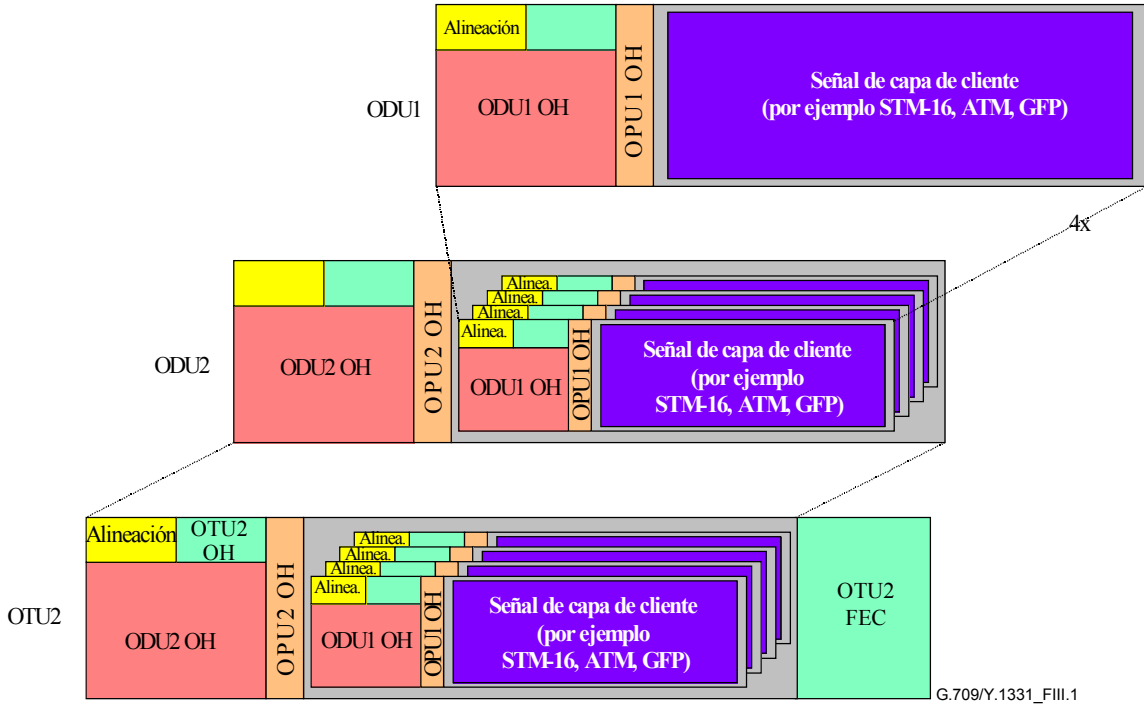 Alineación
ODU1
ODU1 OH
OPU1 OH
Señal de capa de cliente
(por ejemplo STM-16, ATM, GFP)
4x
ODU2
ODU2 OH
OPU2 OH
Alinea.
Alinea.
Alinea.
Alinea.
ODU1 OH
OPU1 OH
Señal de capa de cliente
(por ejemplo
STM-16, ATM, GFP)
OTU2
Alineación
OTU2
OH
ODU2 OH
OPU2 OH
Alinea.
Alinea.
Alinea.
Alinea.
ODU1 OH
OPU1 OH
Señal de capa de cliente
(por ejemplo
STM-16, ATM, GFP)
OTU2
FEC
G.709/Y.1331_FIII.1